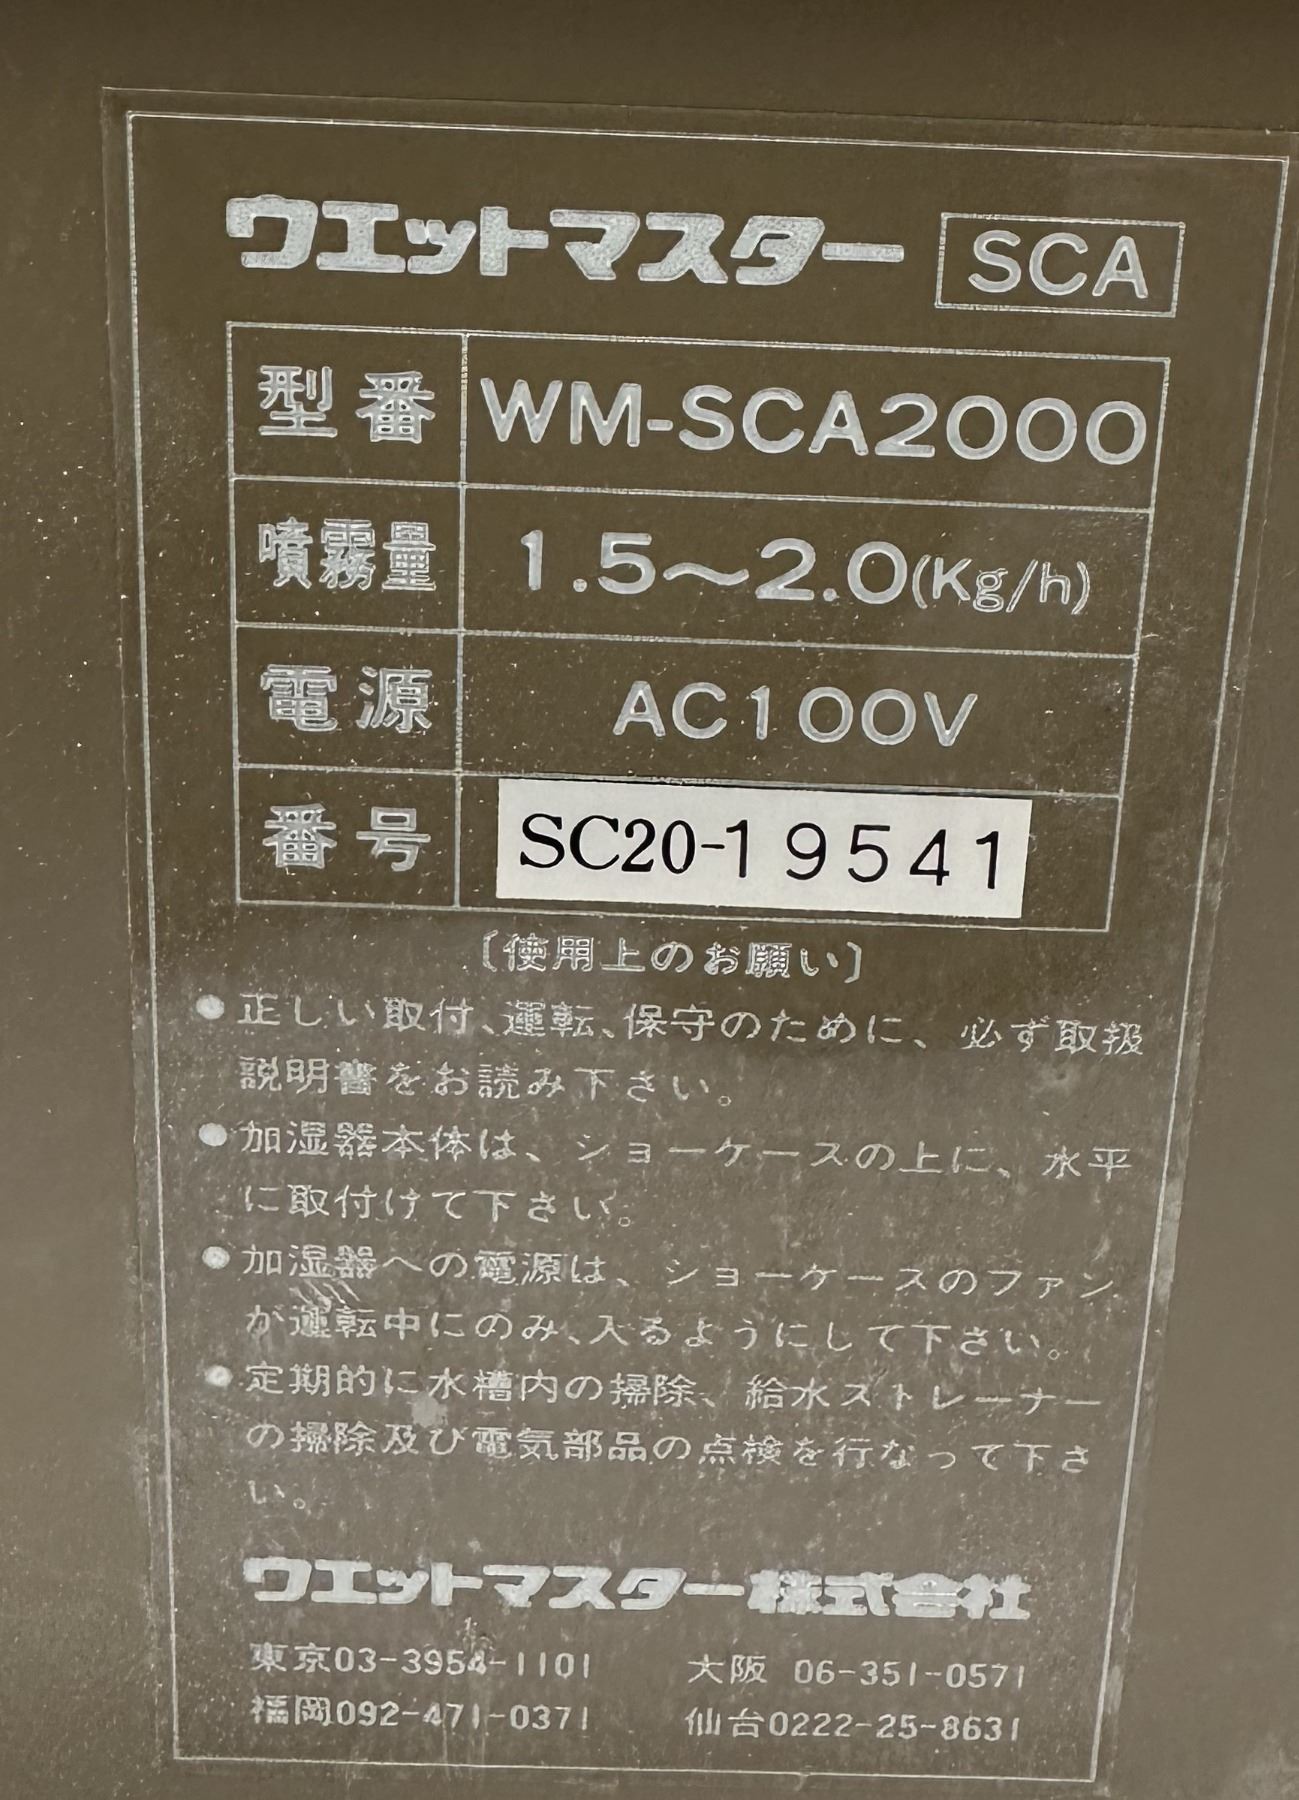 ウエットマスター SCA
型番 WM-SCA2000
噴霧量 1.5～2.0(Kg/h)
電源 AC100V
番号 SC20-19541
〔使用上のお願い〕
●正しい取付、運転、保守のために、必ず取扱
説明書をお読み下さい。
●加湿器本体は、ショーケースの上に、水平
に取付けて下さい。
●加湿器への電源は、ショーケースのファン
が運転中にのみ、入るようにして下さい。
●定期的に水槽内の掃除、給水ストレーナー
の掃除及び電気部品の点検を行なって下さ
い。
ウエットマスター株式会社
東京03-3954-1101 大阪 06-351-0571
福岡092-471-0371 仙台0222-25-8631